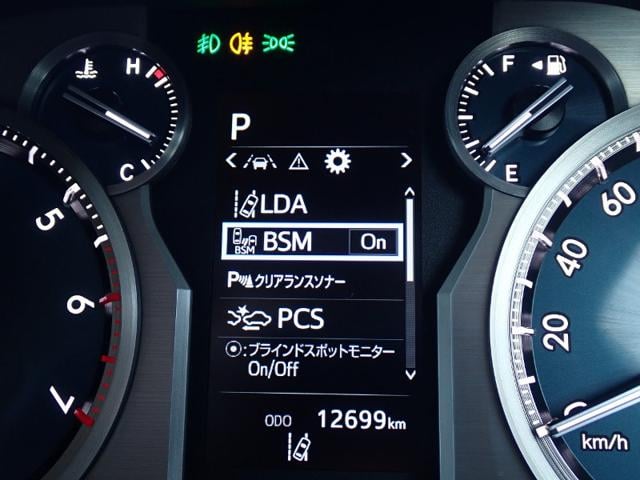 H
C
F
E
P
LDA
BSM BSM On
Pクリアランスソナー
PCS
:ブラインドスポットモニター
On/Off
ODO 12699km
5
6
7
60
40
20
0
km/h